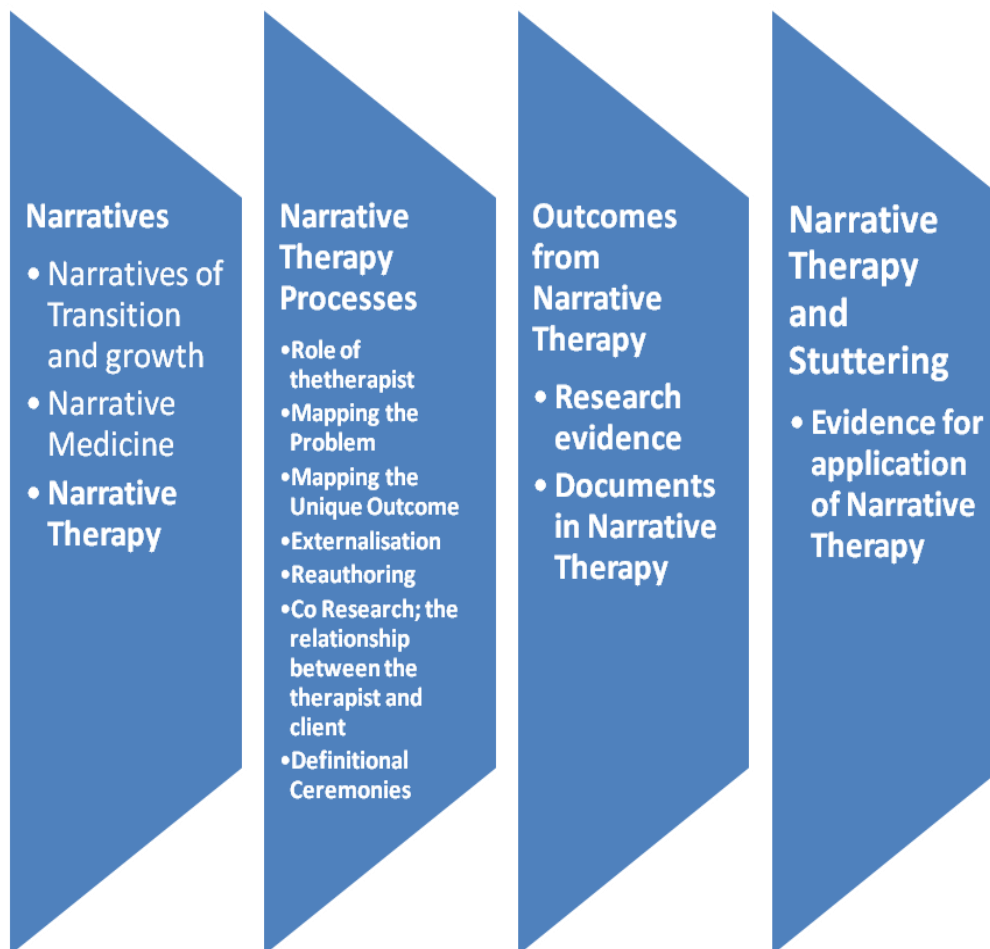 Narratives
• Narratives of
Transition
and growth
• Narrative
Medicine
• Narrative
Therapy
Narrative
Therapy
Processes
•Role of
thetherapist
•Mapping the
Problem
•Mapping the
Unique Outcome
•Externalisation
•Reauthoring
•Co Research; the
relationship
between the
therapist and
client
•Definitional
Ceremonies
Outcomes
from
Narrative
Therapy
• Research
evidence
• Documents
in Narrative
Therapy
Narrative
Therapy
and
Stuttering
• Evidence for
application
of Narrative
Therapy